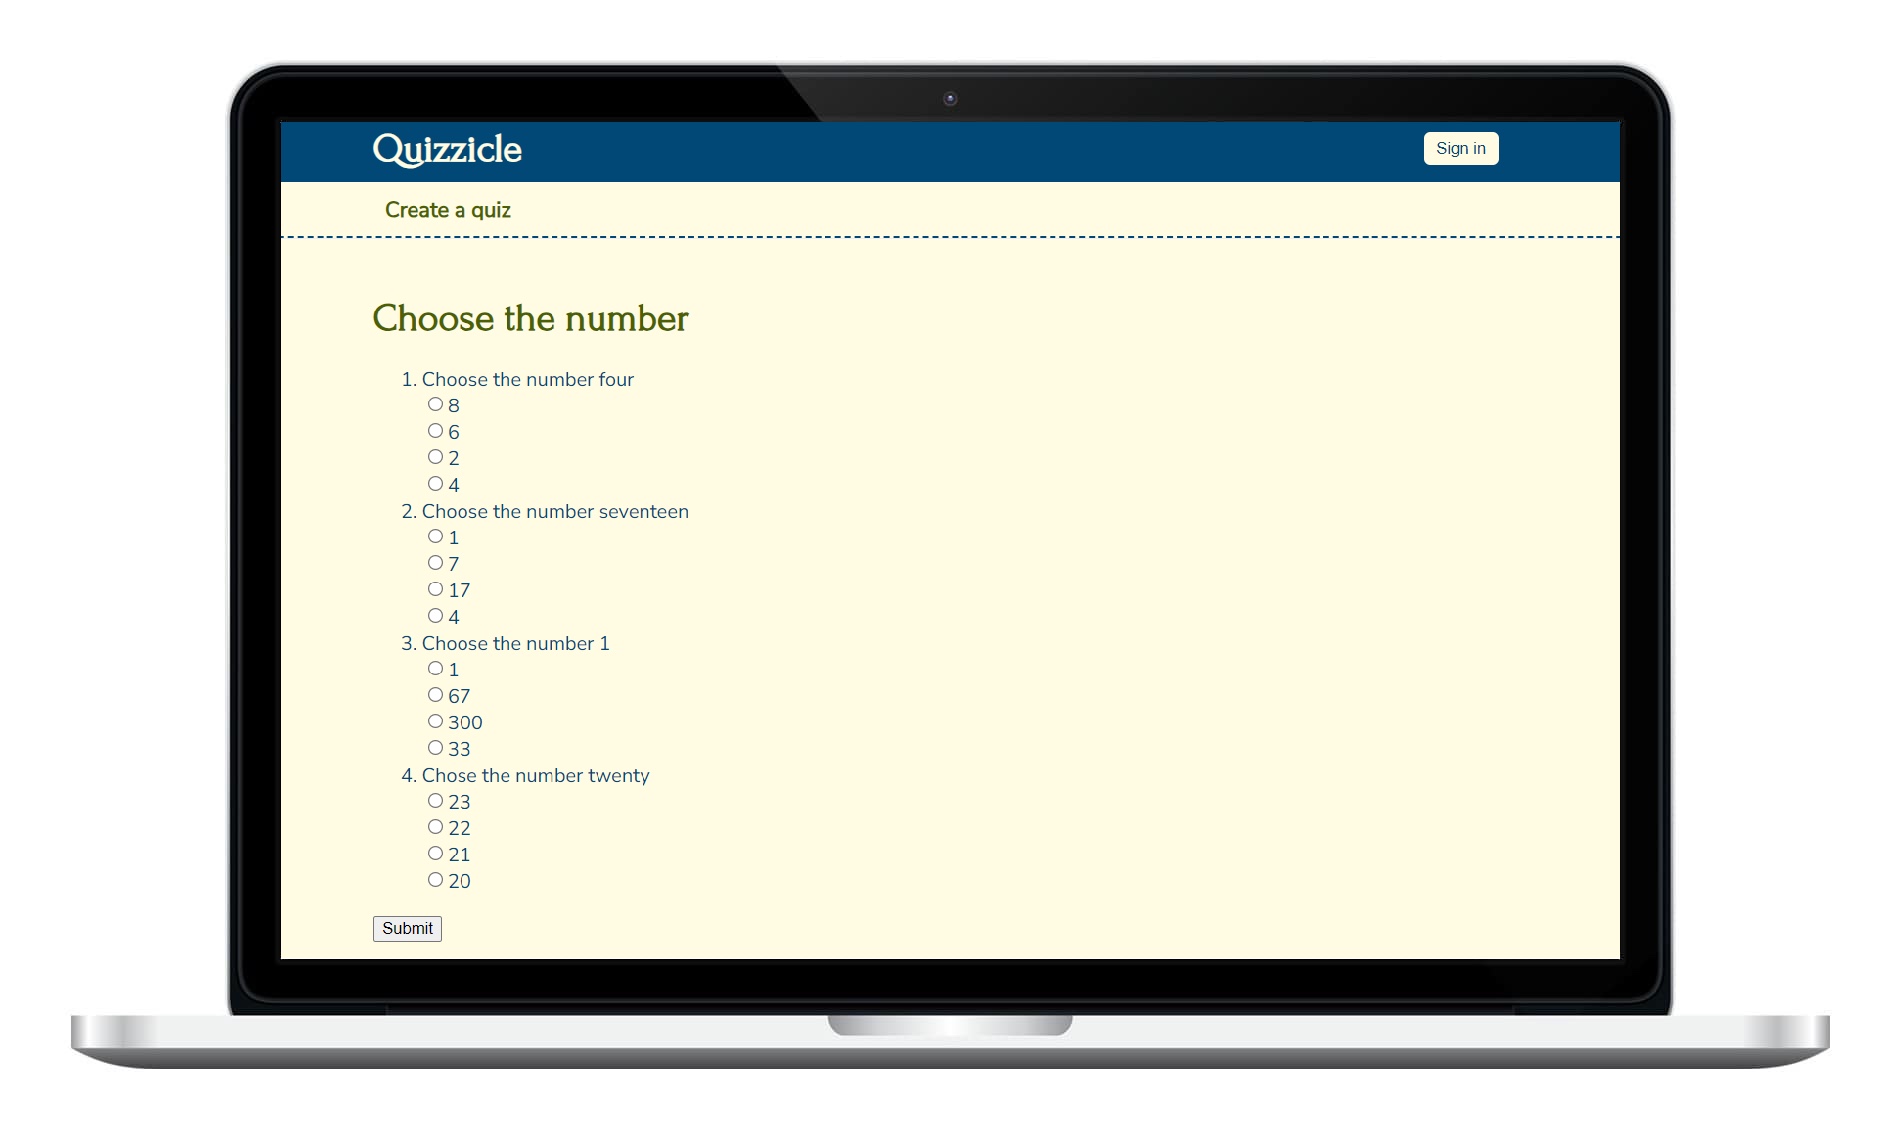 Quizzicle
Sign in
Create a quiz
Choose the number
1. Choose the number four
8
6
2
4
2. Choose the number seventeen
1
7
17
4
3. Choose the number 1
1
67
300
33
4. Chose the number twenty
23
22
21
20
Submit